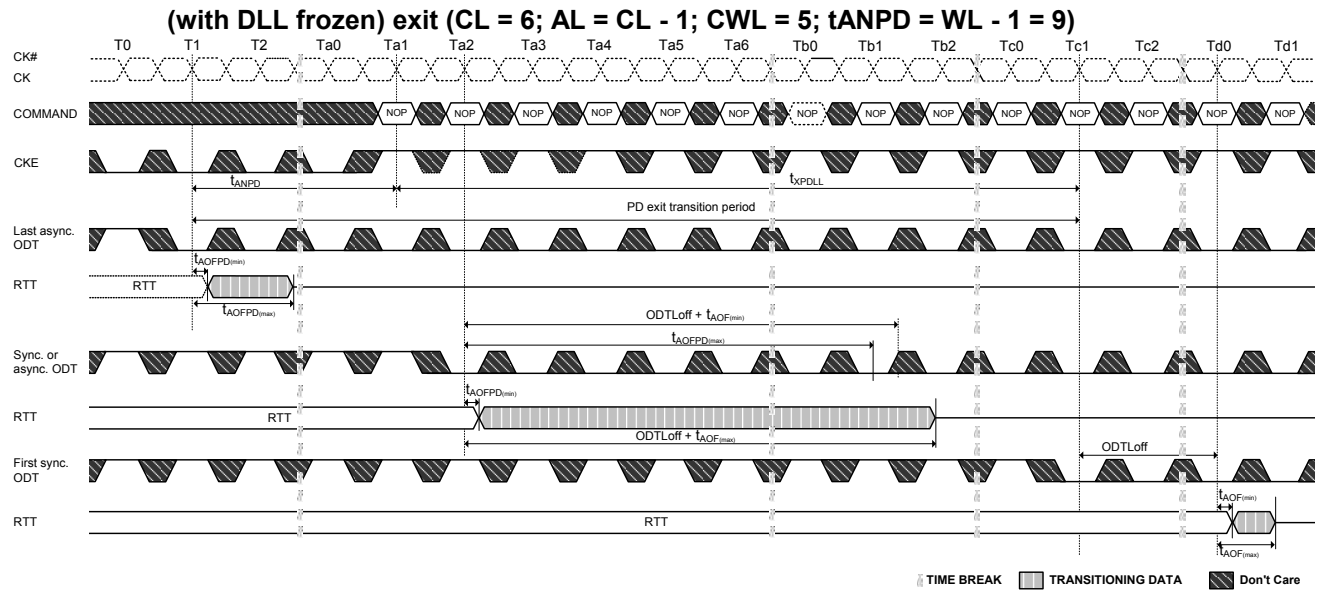 (with DLL frozen) exit (CL = 6; AL = CL - 1; CWL = 5; tANPD = WL - 1 = 9)
T0 T1 T2 Ta0 Ta1 Ta2 Ta3 Ta4 Ta5 Ta6 Tb0 Tb1 Tb2 Tc0 Tc1 Tc2 Td0 Td1
CK#
CK
COMMAND NOP NOP NOP NOP NOP NOP NOP NOP NOP NOP NOP NOP NOP NOP
CKE
tANPD tXPDLL
PD exit transition period
Last async.
ODT
tAOFPD(min)
RTT RTT
tAOFPD(max)
ODTLoff + tAOF(min)
tAOFPD(max)
Sync. or
async. ODT
tAOFPD(min)
RTT RTT
ODTLoff + tAOF(max)
First sync.
ODT
ODTLoff
tAOF(min)
RTT RTT
tAOF(max)
TIME BREAK TRANSITIONING DATA Don't Care